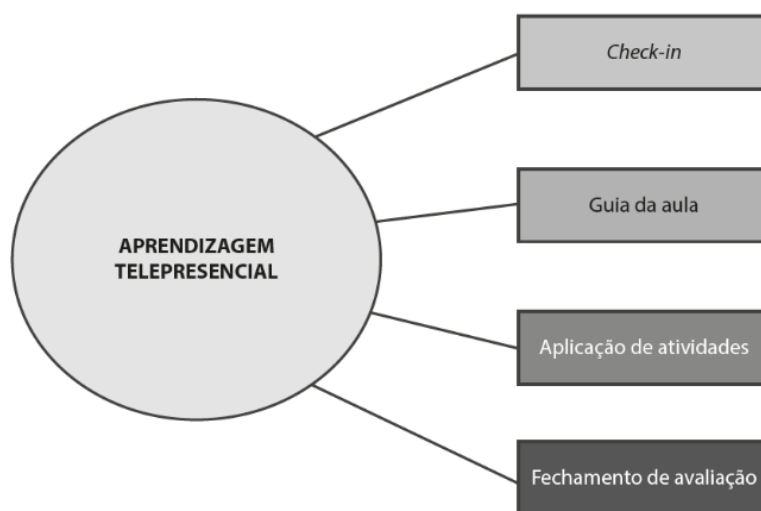 Check-in
Guia da aula
APRENDIZAGEM
TELEPRESENCIAL
Aplicação de atividades
Fechamento de avaliação